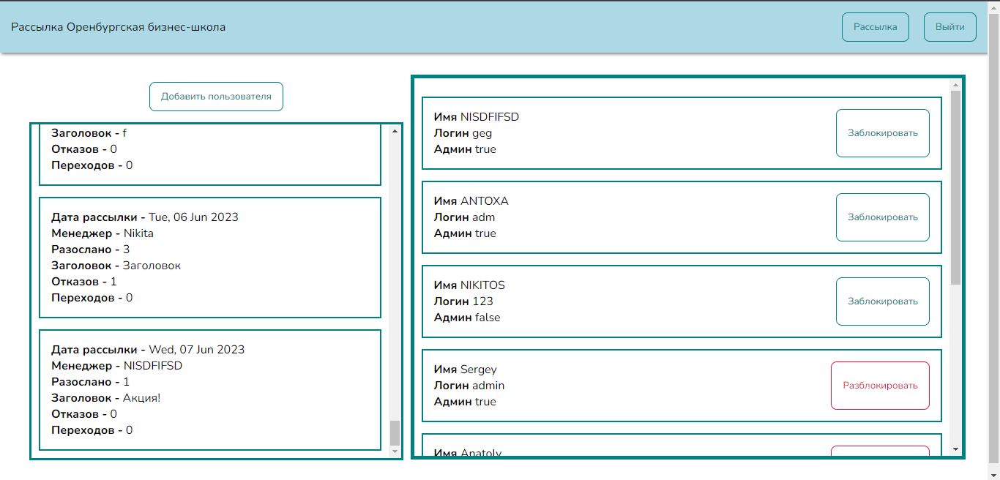 Рассылка Оренбургская бизнес-школа
Рассылка
Выйти
Добавить пользователя
Заголовок - f
Отказов - 0
Переходов - 0
Дата рассылки - Tue, 06 Jun 2023
Менеджер - Nikita
Разослано - 3
Заголовок - Заголовок
Отказов - 1
Переходов - 0
Дата рассылки - Wed, 07 Jun 2023
Менеджер - NISDFIFSD
Разослано - 1
Заголовок - Акция!
Отказов - 0
Переходов - 0
Имя NISDFIFSD
Логин geg
Админ true
Заблокировать
Имя ANTOXA
Логин adm
Админ true
Заблокировать
Имя NIKITOS
Логин 123
Админ false
Заблокировать
Имя Sergey
Логин admin
Админ true
Разблокировать
Имя Anatoly